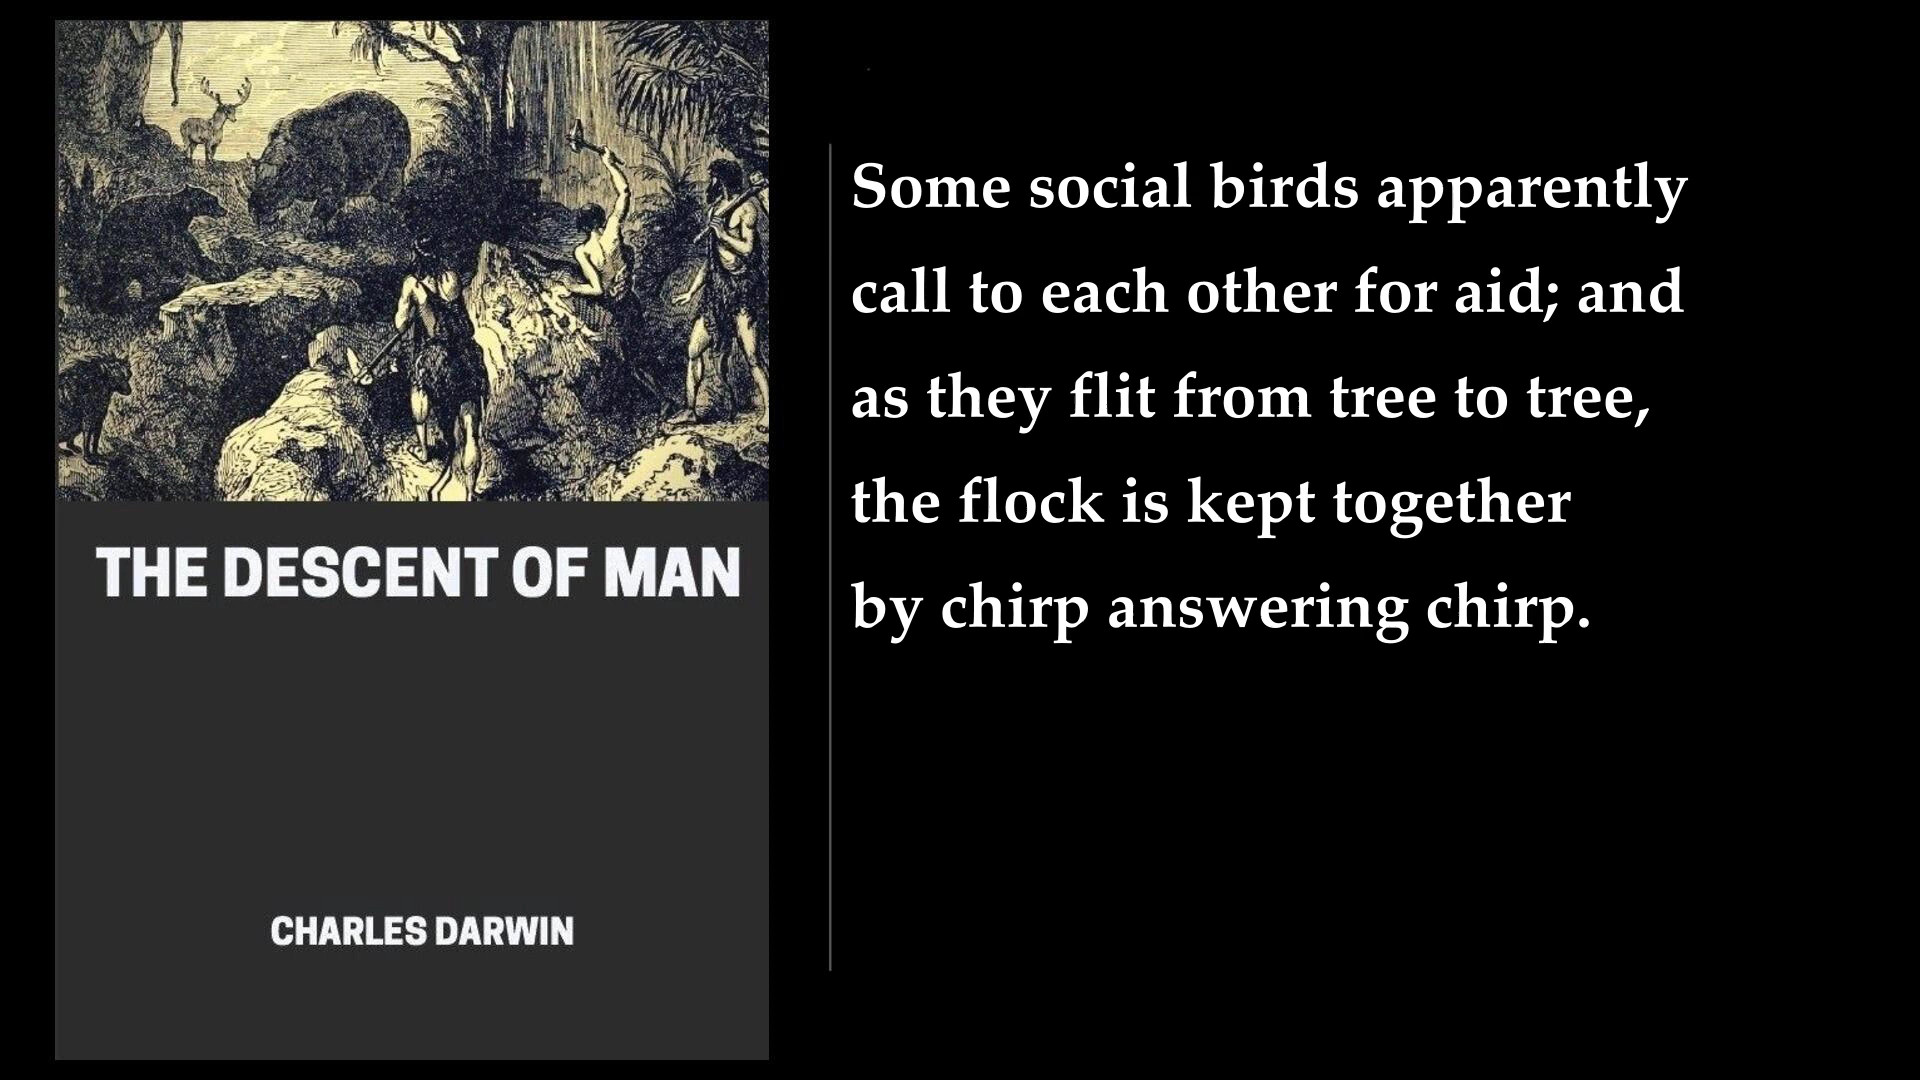 THE DESCENT OF MAN
CHARLES DARWIN
Some social birds apparently
call to each other for aid; and
as they flit from tree to tree,
the flock is kept together
by chirp answering chirp.